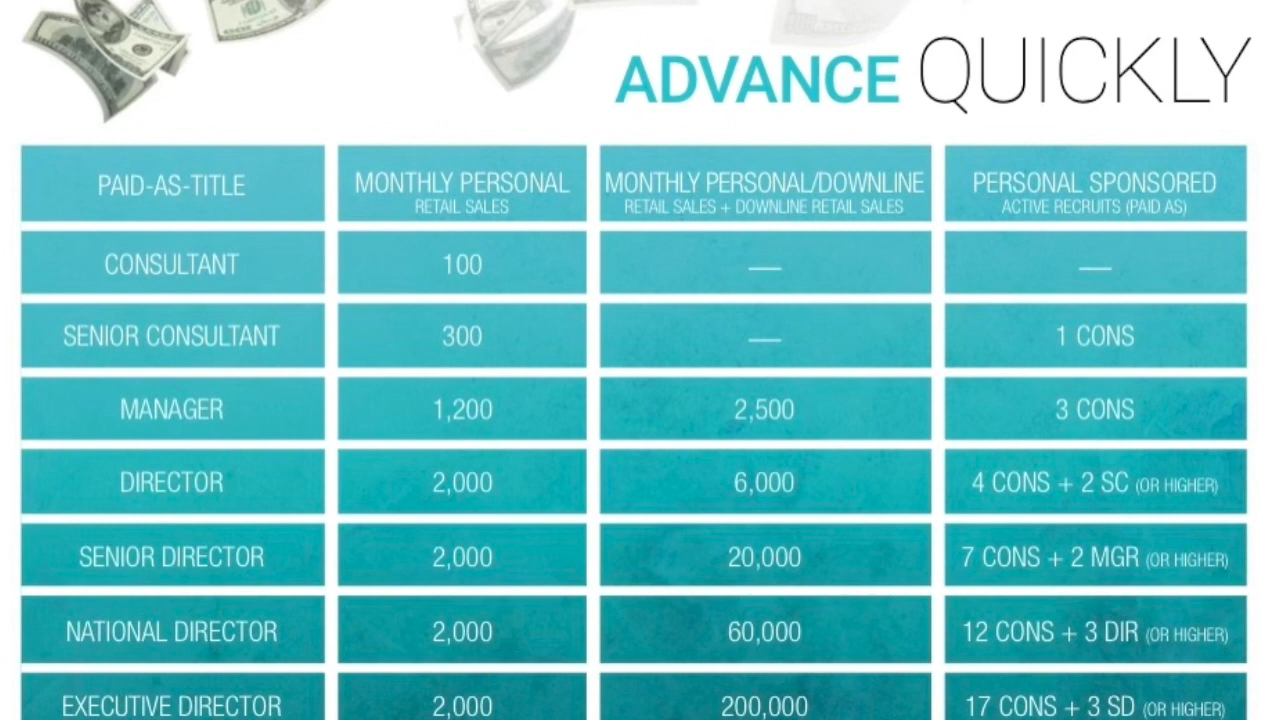 ADVANCE QUICKLY
PAID-AS-TITLE
MONTHLY PERSONAL
RETAIL SALES
MONTHLY PERSONAL/DOWNLINE
RETAIL SALES + DOWNLINE RETAIL SALES
PERSONAL SPONSORED
ACTIVE RECRUITS (PAID AS)
CONSULTANT 100 — —
SENIOR CONSULTANT 300 — 1 CONS
MANAGER 1,200 2,500 3 CONS
DIRECTOR 2,000 6,000 4 CONS + 2 SC (OR HIGHER)
SENIOR DIRECTOR 2,000 20,000 7 CONS + 2 MGR (OR HIGHER)
NATIONAL DIRECTOR 2,000 60,000 12 CONS + 3 DIR (OR HIGHER)
EXECUTIVE DIRECTOR 2,000 200,000 17 CONS + 3 SD (OR HIGHER)